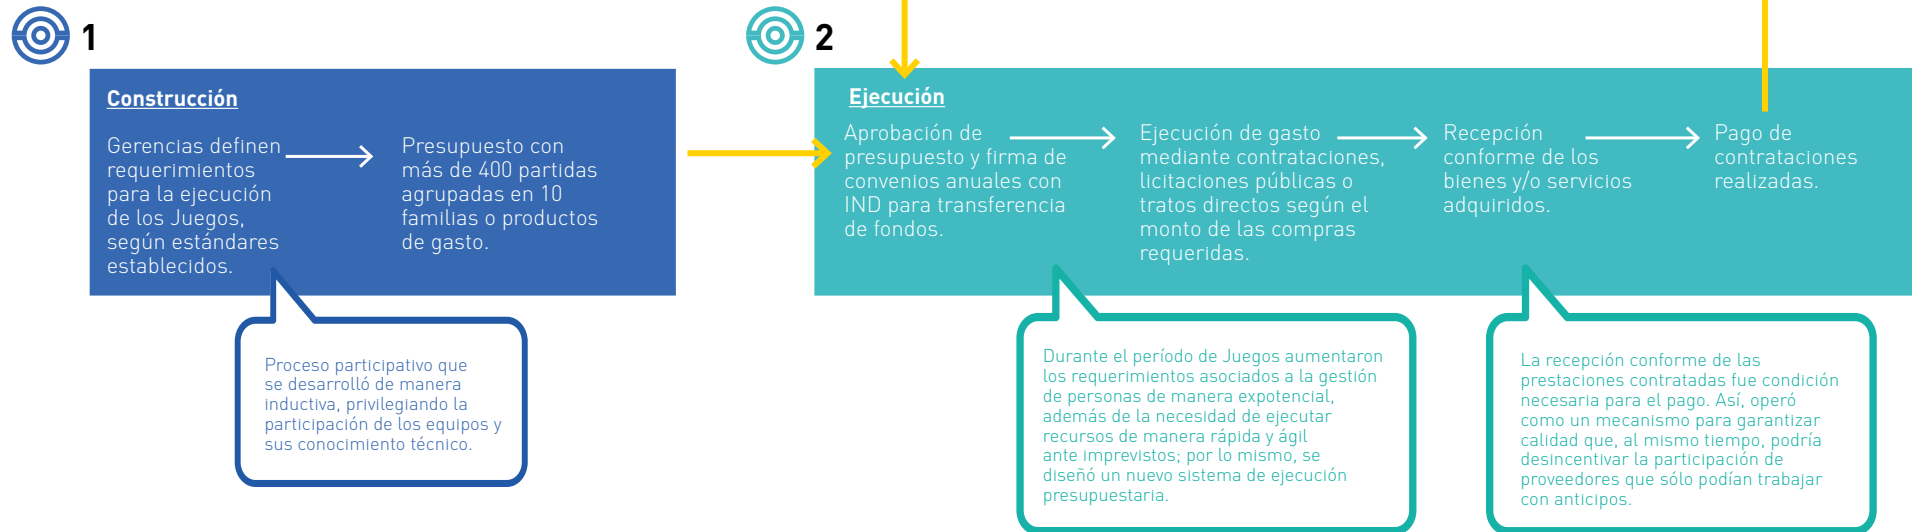 1
Construcción
Gerencias definen
requerimientos
para la ejecución
de los Juegos,
según estándares
establecidos.
Presupuesto con
más de 400 partidas
agrupadas en 10
familias o productos
de gasto.
Proceso participativo que
se desarrolló de manera
inductiva, privilegiando la
participación de los equipos y
sus conocimiento técnico.
2
Ejecución
Aprobación de
presupuesto y firma de
convenios anuales con
IND para transferencia
de fondos.
Ejecución de gasto
mediante contrataciones,
licitaciones públicas o
tratos directos según el
monto de las compras
requeridas.
Recepción
conforme de los
bienes y/o servicios
adquiridos.
Pago de
contrataciones
realizadas.
Durante el período de Juegos aumentaron
los requerimientos asociados a la gestión
de personas de manera expotencial,
además de la necesidad de ejecutar
recursos de manera rápida y ágil
ante imprevistos; por lo mismo, se
diseñó un nuevo sistema de ejecución
presupuestaria.
La recepción conforme de las
prestaciones contratadas fue condición
necesaria para el pago. Así, operó
como un mecanismo para garantizar
calidad que, al mismo tiempo, podría
desincentivar la participación de
proveedores que sólo podían trabajar
con anticipos.